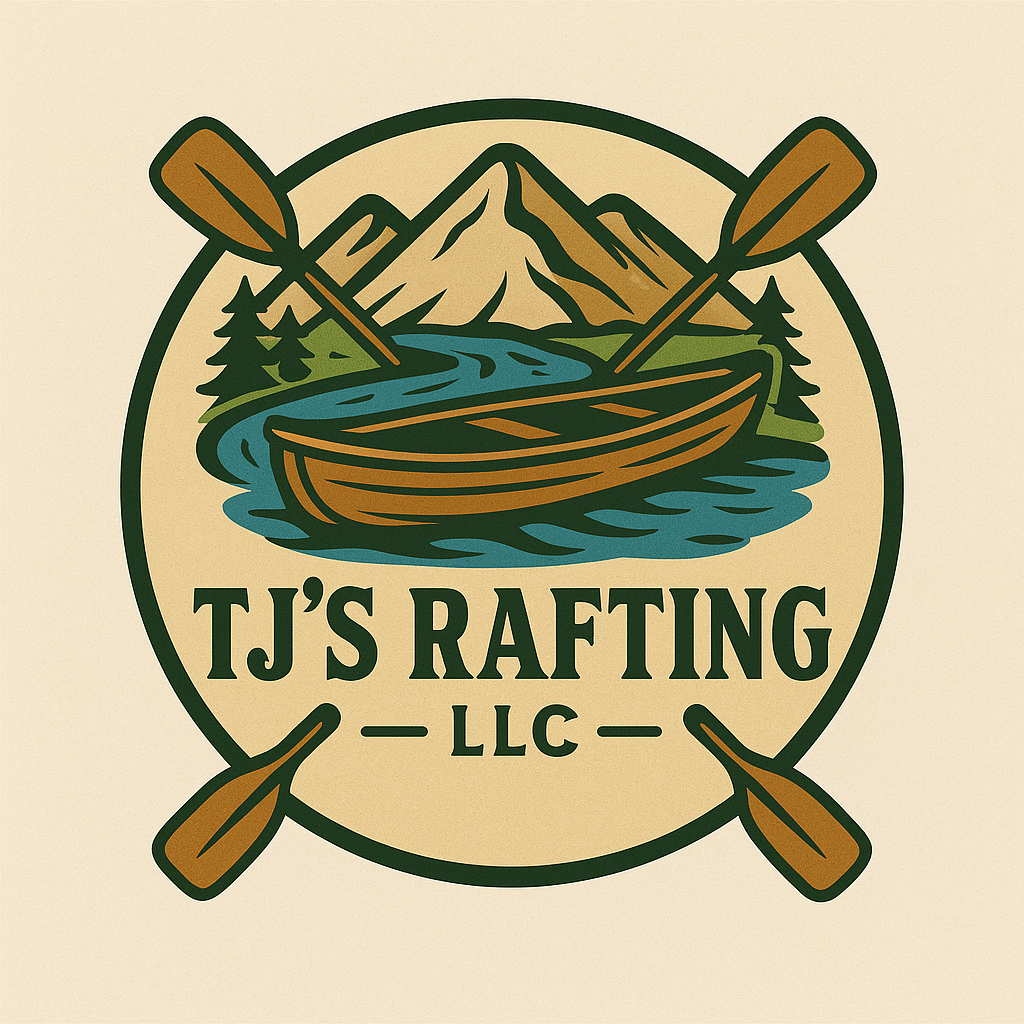 TJ’S RAFTING
— LLC —